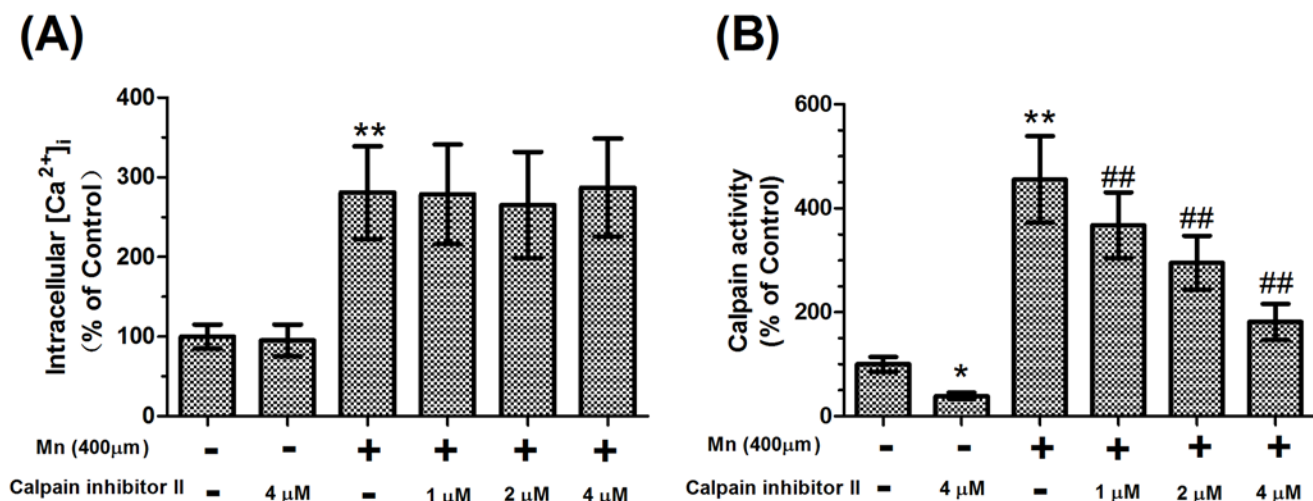 (A)
Intracellular [Ca²⁺]ᵢ
(% of Control)
400
300
200
100
0
**
Mn (400μm) - - + + + +
Calpain inhibitor II - 4 μM - 1 μM 2 μM 4 μM
(B)
Calpain activity
(% of Control)
600
400
200
0
*
**
##
##
##
Mn (400μm) - - + + + +
Calpain inhibitor II - 4 μM - 1 μM 2 μM 4 μM